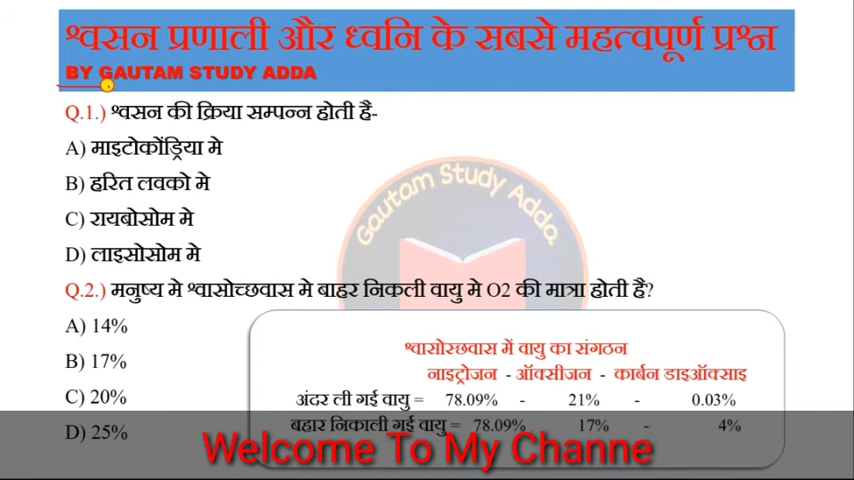 श्वसन प्रणाली और ध्वनि के सबसे महत्वपूर्ण प्रश्न
BY GAUTAM STUDY ADDA
Q.1.) श्वसन की क्रिया सम्पन्न होती है-
A) माइटोकोंड्रिया मे
B) हरित लवको मे
C) रायबोसोम मे
D) लाइसोसोम मे
Gautam Study Adda
Q.2.) मनुष्य मे श्वासोच्छवास मे बाहर निकली वायु मे O2 की मात्रा होती है?
A) 14%
B) 17%
C) 20%
D) 25%
श्वासोस्छवास में वायु का संगठन
नाइट्रोजन - ऑक्सीजन - कार्बन डाइऑक्साइ
अंदर ली गई वायु = 78.09% - 21% - 0.03%
बहार निकाली गई वायु = 78.09% 17% - 4%
Welcome To My Channe